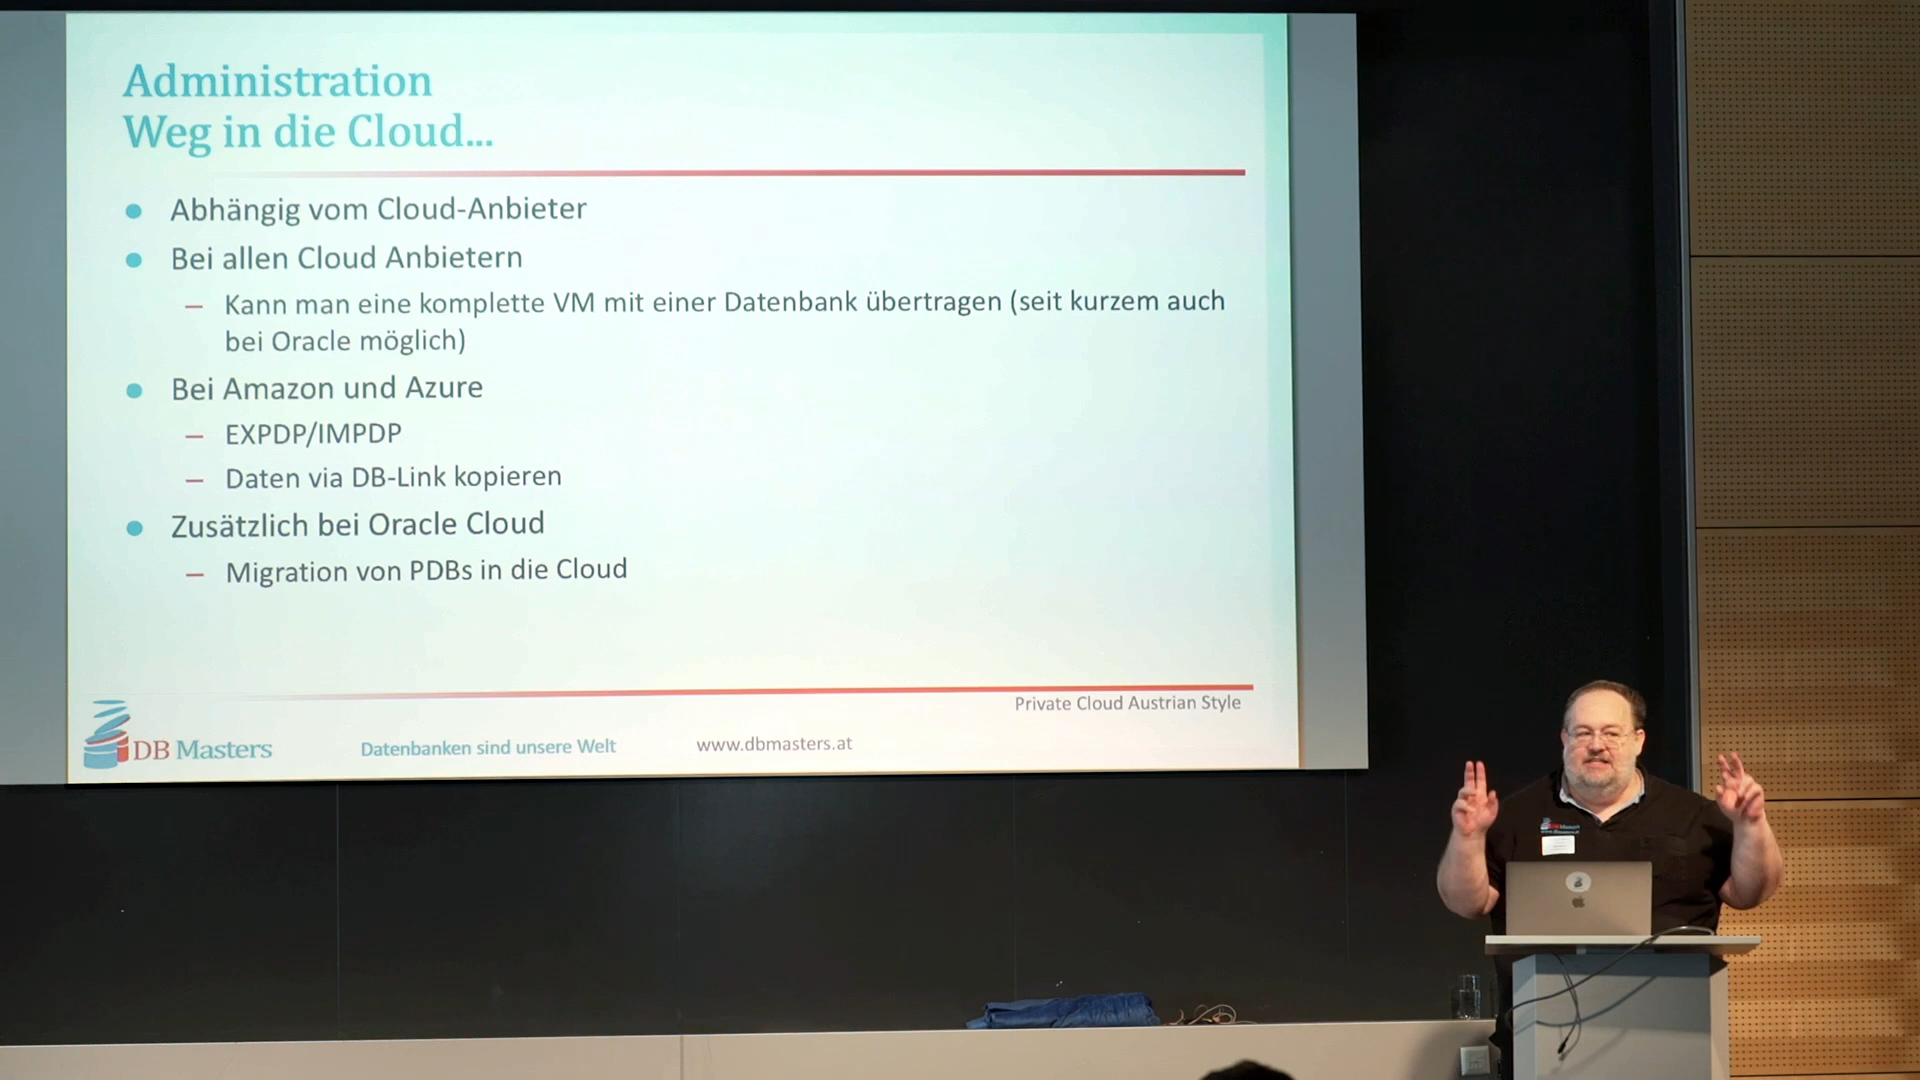 Administration
Weg in die Cloud...
Abhängig vom Cloud-Anbieter
Bei allen Cloud Anbietern
– Kann man eine komplette VM mit einer Datenbank übertragen (seit kurzem auch
bei Oracle möglich)
Bei Amazon und Azure
– EXPDP/IMPDP
– Daten via DB-Link kopieren
Zusätzlich bei Oracle Cloud
– Migration von PDBs in die Cloud
Private Cloud Austrian Style
DB Masters
Datenbanken sind unsere Welt
www.dbmasters.at